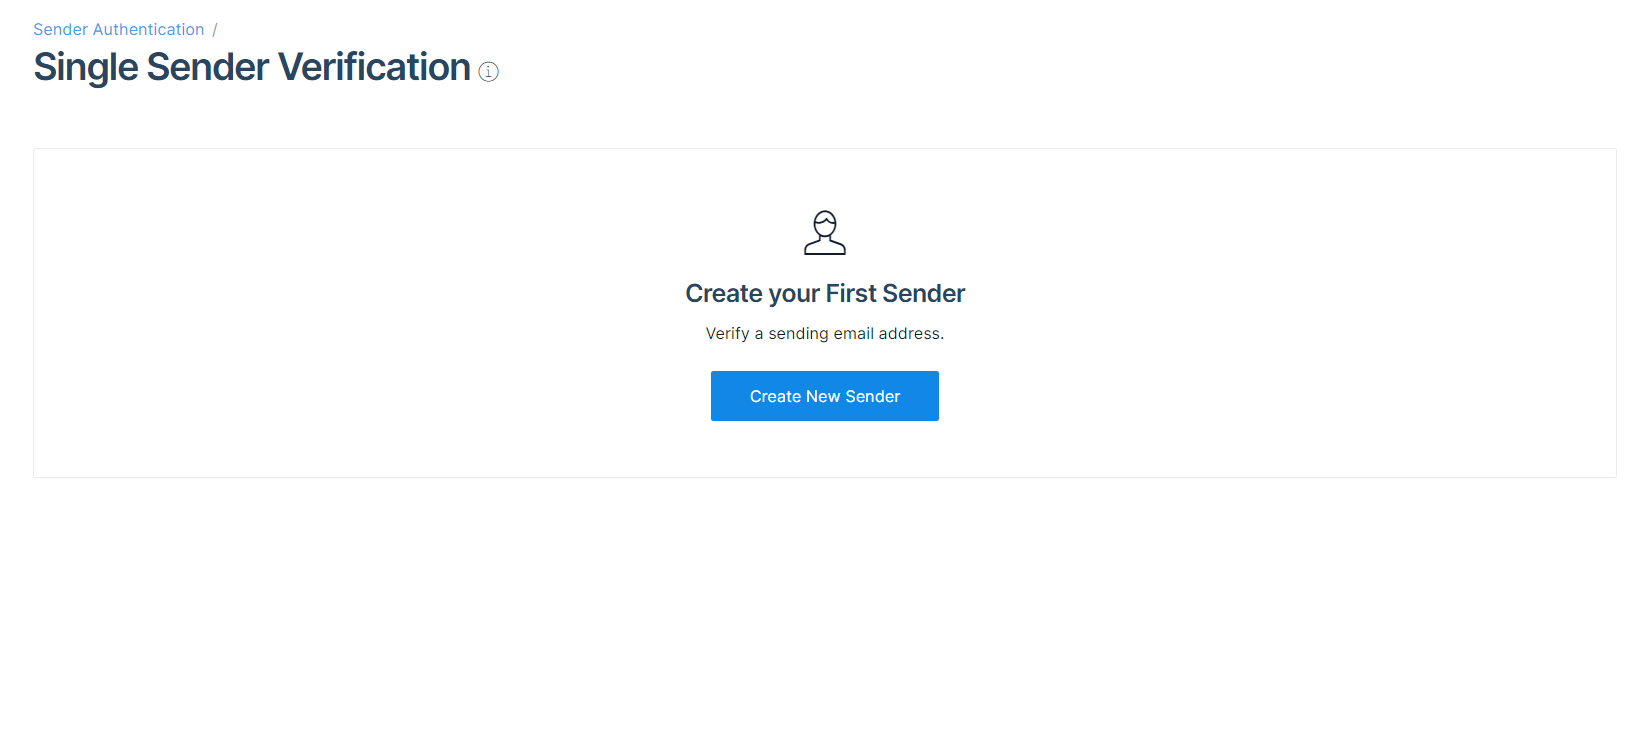 Sender Authentication /
Single Sender Verification
Create your First Sender
Verify a sending email address.
Create New Sender